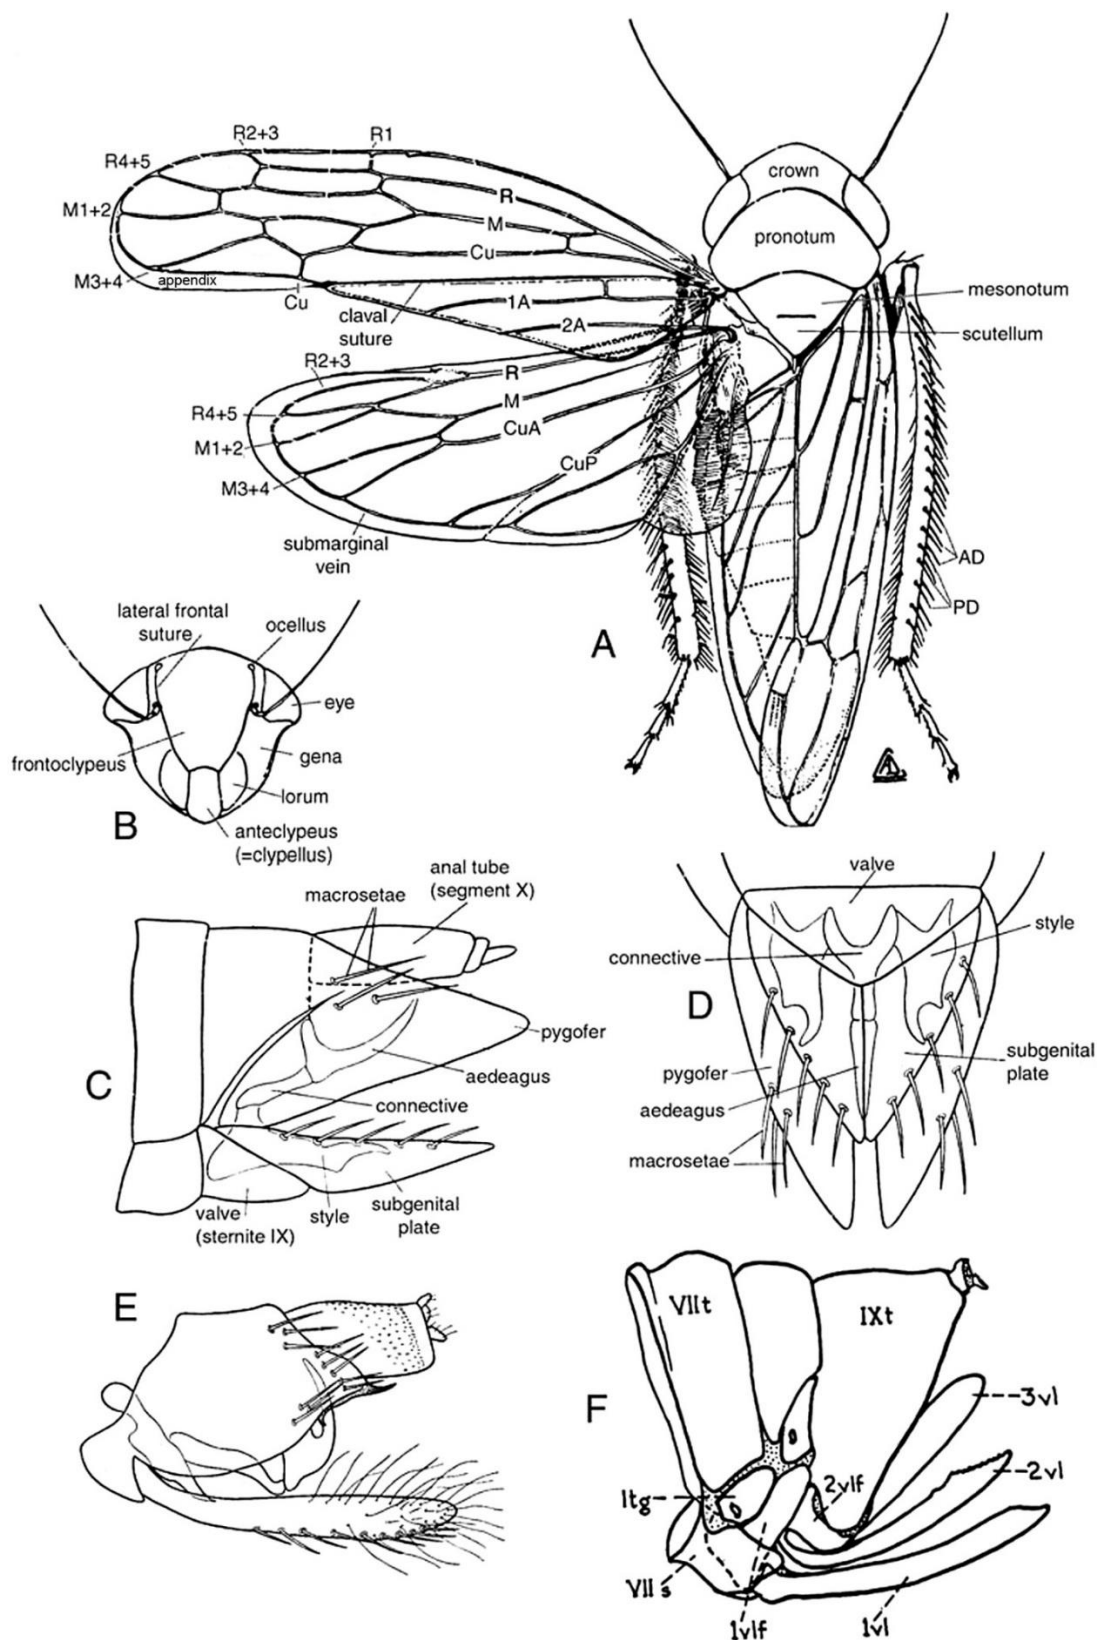 R2+3
R1
R4+5
M1+2
R
M
Cu
M3+4
appendix
Cu
claval
suture
1A
2A
R2+3
R
R4+5
M
M1+2
CuA
M3+4
CuP
submarginal
vein
crown
pronotum
mesonotum
scutellum
AD
PD
A
lateral frontal
suture
ocellus
eye
frontoclypeus
gena
lorum
anteclypeus
(=clypellus)
B
macrosetae
anal tube
(segment X)
pygofer
aedeagus
connective
C
valve
(sternite IX)
style
subgenital
plate
valve
style
connective
D
pygofer
subgenital
plate
aedeagus
macrosetae
E
VIIt
IXt
F
3vl
2vl
2vlf
1tg
VII s
1vlf
1vl